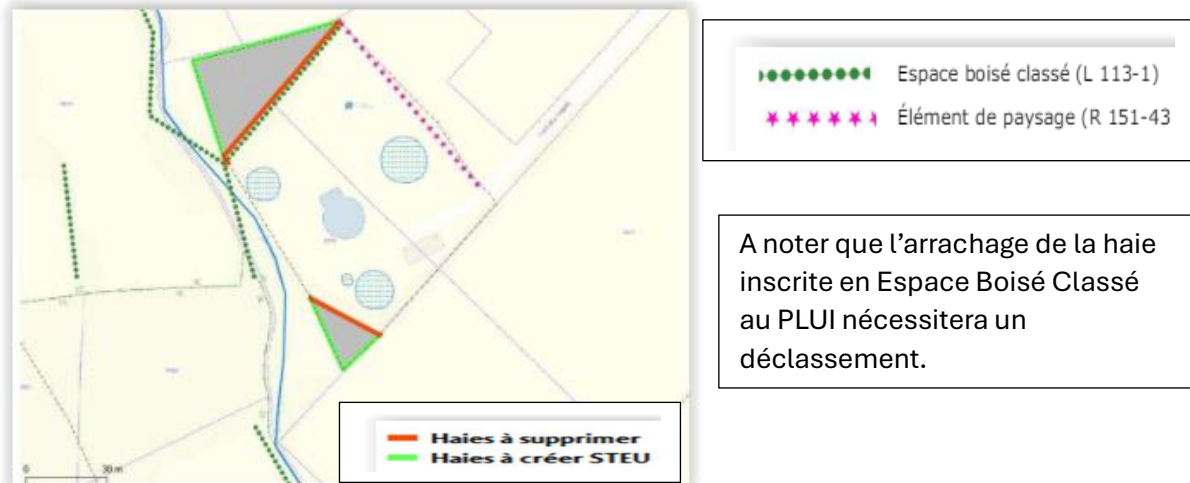 Espace boisé classé (L 113-1)
Élément de paysage (R 151-43
A noter que l’arrachage de la haie
inscrite en Espace Boisé Classé
au PLUI nécessitera un
déclassement.
Haies à supprimer
Haies à créer STEU
0 30 m